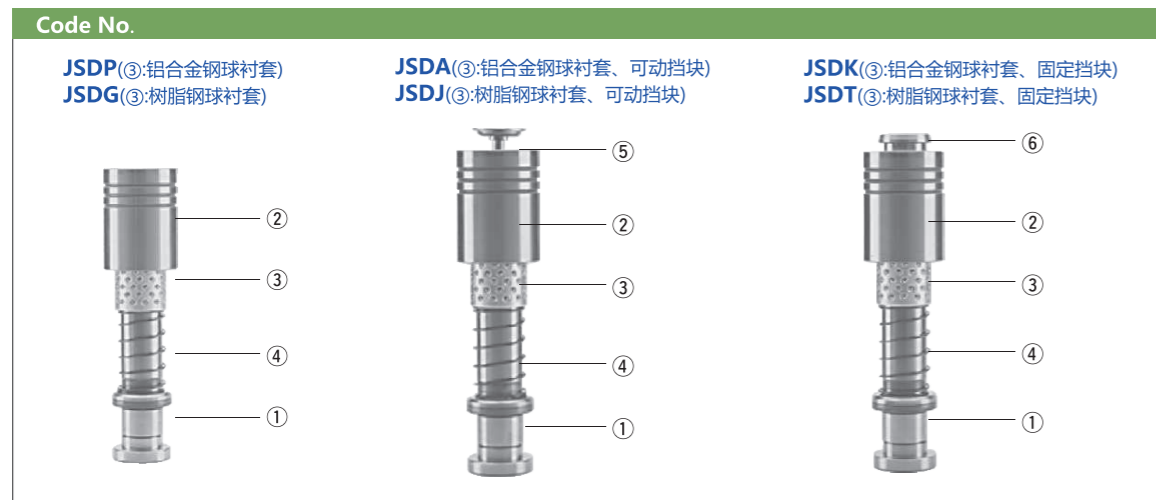 Code No.
JSDP(③:铝合金钢球衬套)
JSDG(③:树脂钢球衬套)
JSDA(③:铝合金钢球衬套、可动挡块)
JSDJ(③:树脂钢球衬套、可动挡块)
JSDK(③:铝合金钢球衬套、固定挡块)
JSDT(③:树脂钢球衬套、固定挡块)
②
③
④
①
⑤
②
③
④
①
⑥
②
③
④
①